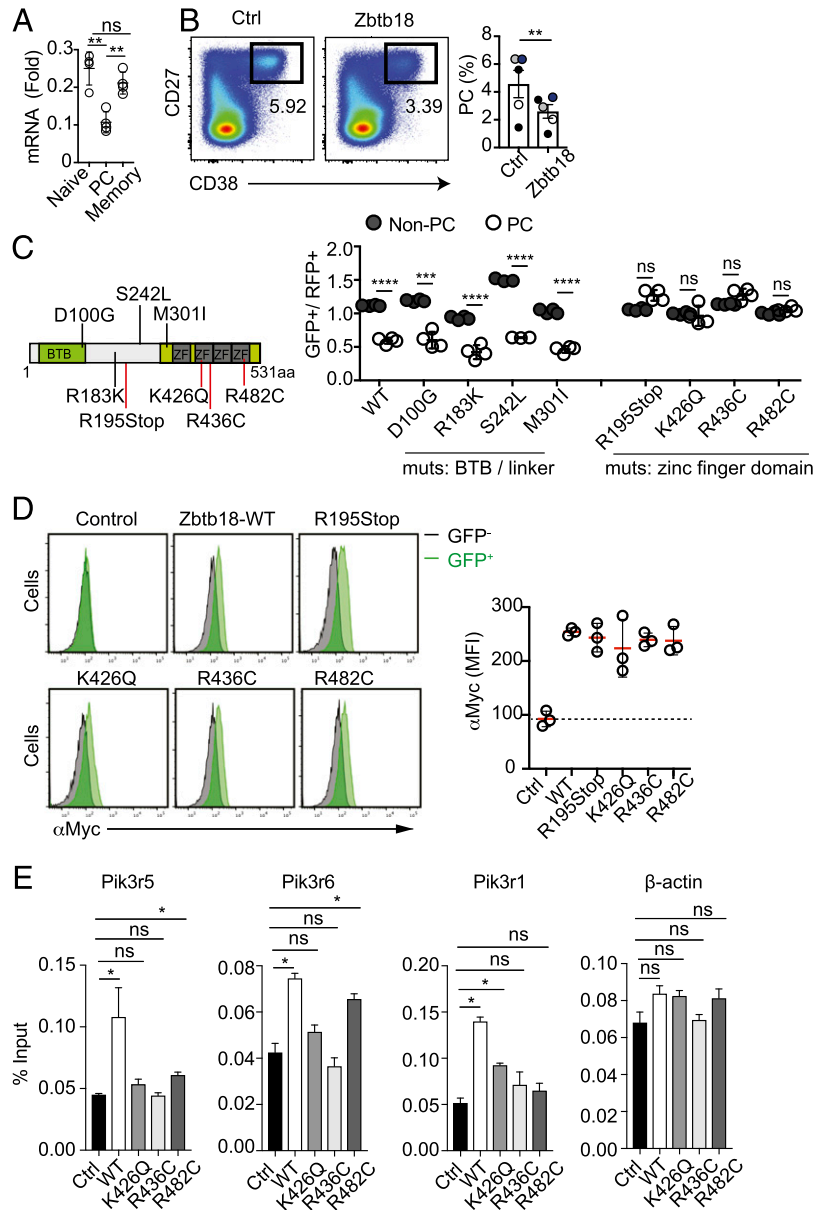 A
ns
** **
mRNA (Fold)
0.3
0.2
0.1
0
Naive
PC
Memory
B
Ctrl
Zbtb18
CD27
5.92
3.39
CD38
**
PC (%)
8
6
4
2
0
Ctrl
Zbtb18
C
D100G
S242L
M301I
BTB
ZF
ZF
ZF
ZF
1
531aa
R183K
R195Stop
K426Q
R436C
R482C
Non-PC
PC
GFP+/ RFP+
2.0
1.5
1.0
0.5
0.0
****
***
****
****
****
ns
ns
ns
ns
WT
D100G
R183K
S242L
M301I
R195Stop
K426Q
R436C
R482C
muts: BTB / linker
muts: zinc finger domain
D
Control
Zbtb18-WT
R195Stop
GFP-
GFP+
Cells
K426Q
R436C
R482C
Cells
αMyc
αMyc (MFI)
300
200
100
0
Ctrl
WT
R195Stop
K426Q
R436C
R482C
E
Pik3r5
*
ns
ns
*
% Input
0.15
0.10
0.05
0.00
Ctrl
WT
K426Q
R436C
R482C
Pik3r6
*
ns
ns
*
0.08
0.06
0.04
0.02
0.00
Ctrl
WT
K426Q
R436C
R482C
Pik3r1
ns
ns
*
*
0.20
0.15
0.10
0.05
0.00
Ctrl
WT
K426Q
R436C
R482C
β-actin
ns
ns
ns
ns
0.10
0.08
0.06
0.04
0.02
0.00
Ctrl
WT
K426Q
R436C
R482C